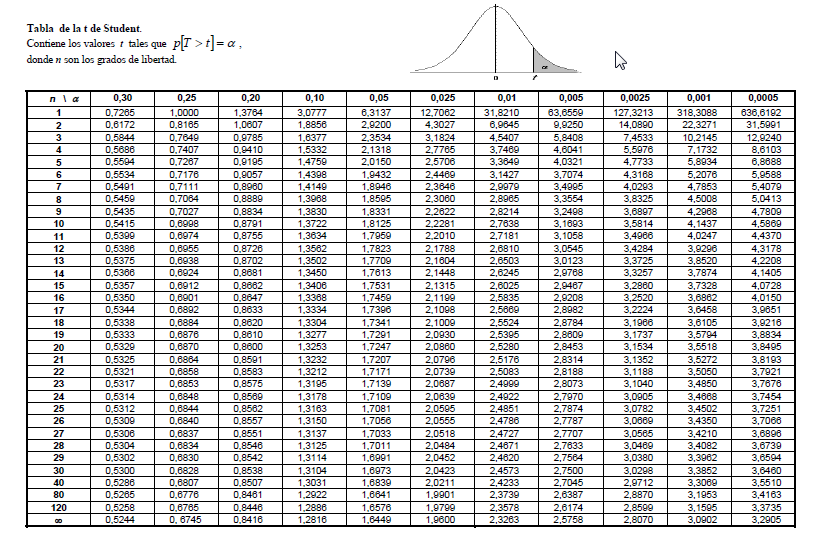 Tabla de la t de Student.
Contiene los valores t tales que p[T > t] = α ,
donde n son los grados de libertad.
α
0 t
n \ α 0,30 0,25 0,20 0,10 0,05 0,025 0,01 0,005 0,0025 0,001 0,0005
1 0,7265 1,0000 1,3764 3,0777 6,3137 12,7062 31,8210 63,6559 127,3213 318,3088 636,6192
2 0,6172 0,8165 1,0607 1,8856 2,9200 4,3027 6,9645 9,9250 14,0890 22,3271 31,5991
3 0,5844 0,7649 0,9785 1,6377 2,3534 3,1824 4,5407 5,8408 7,4533 10,2145 12,9240
4 0,5686 0,7407 0,9410 1,5332 2,1318 2,7765 3,7469 4,6041 5,5976 7,1732 8,6103
5 0,5594 0,7267 0,9195 1,4759 2,0150 2,5706 3,3649 4,0321 4,7733 5,8934 6,8688
6 0,5534 0,7176 0,9057 1,4398 1,9432 2,4469 3,1427 3,7074 4,3168 5,2076 5,9588
7 0,5491 0,7111 0,8960 1,4149 1,8946 2,3646 2,9979 3,4995 4,0293 4,7853 5,4079
8 0,5459 0,7064 0,8889 1,3968 1,8595 2,3060 2,8965 3,3554 3,8325 4,5008 5,0413
9 0,5435 0,7027 0,8834 1,3830 1,8331 2,2622 2,8214 3,2498 3,6897 4,2968 4,7809
10 0,5415 0,6998 0,8791 1,3722 1,8125 2,2281 2,7638 3,1693 3,5814 4,1437 4,5869
11 0,5399 0,6974 0,8755 1,3634 1,7959 2,2010 2,7181 3,1058 3,4966 4,0247 4,4370
12 0,5386 0,6955 0,8726 1,3562 1,7823 2,1788 2,6810 3,0545 3,4284 3,9296 4,3178
13 0,5375 0,6938 0,8702 1,3502 1,7709 2,1604 2,6503 3,0123 3,3725 3,8520 4,2208
14 0,5366 0,6924 0,8681 1,3450 1,7613 2,1448 2,6245 2,9768 3,3257 3,7874 4,1405
15 0,5357 0,6912 0,8662 1,3406 1,7531 2,1315 2,6025 2,9467 3,2860 3,7328 4,0728
16 0,5350 0,6901 0,8647 1,3368 1,7459 2,1199 2,5835 2,9208 3,2520 3,6862 4,0150
17 0,5344 0,6892 0,8633 1,3334 1,7396 2,1098 2,5669 2,8982 3,2224 3,6458 3,9651
18 0,5338 0,6884 0,8620 1,3304 1,7341 2,1009 2,5524 2,8784 3,1966 3,6105 3,9216
19 0,5333 0,6876 0,8610 1,3277 1,7291 2,0930 2,5395 2,8609 3,1737 3,5794 3,8834
20 0,5329 0,6870 0,8600 1,3253 1,7247 2,0860 2,5280 2,8453 3,1534 3,5518 3,8495
21 0,5325 0,6864 0,8591 1,3232 1,7207 2,0796 2,5176 2,8314 3,1352 3,5272 3,8193
22 0,5321 0,6858 0,8583 1,3212 1,7171 2,0739 2,5083 2,8188 3,1188 3,5050 3,7921
23 0,5317 0,6853 0,8575 1,3195 1,7139 2,0687 2,4999 2,8073 3,1040 3,4850 3,7676
24 0,5314 0,6848 0,8569 1,3178 1,7109 2,0639 2,4922 2,7970 3,0905 3,4668 3,7454
25 0,5312 0,6844 0,8562 1,3163 1,7081 2,0595 2,4851 2,7874 3,0782 3,4502 3,7251
26 0,5309 0,6840 0,8557 1,3150 1,7056 2,0555 2,4786 2,7787 3,0669 3,4350 3,7066
27 0,5306 0,6837 0,8551 1,3137 1,7033 2,0518 2,4727 2,7707 3,0565 3,4210 3,6896
28 0,5304 0,6834 0,8546 1,3125 1,7011 2,0484 2,4671 2,7633 3,0469 3,4082 3,6739
29 0,5302 0,6830 0,8542 1,3114 1,6991 2,0452 2,4620 2,7564 3,0380 3,3962 3,6594
30 0,5300 0,6828 0,8538 1,3104 1,6973 2,0423 2,4573 2,7500 3,0298 3,3852 3,6460
40 0,5286 0,6807 0,8507 1,3031 1,6839 2,0211 2,4233 2,7045 2,9712 3,3069 3,5510
80 0,5265 0,6776 0,8461 1,2922 1,6641 1,9901 2,3739 2,6387 2,8870 3,1953 3,4163
120 0,5258 0,6765 0,8446 1,2886 1,6576 1,9799 2,3578 2,6174 2,8599 3,1595 3,3735
∞ 0,5244 0, 6745 0,8416 1,2816 1,6449 1,9600 2,3263 2,5758 2,8070 3,0902 3,2905